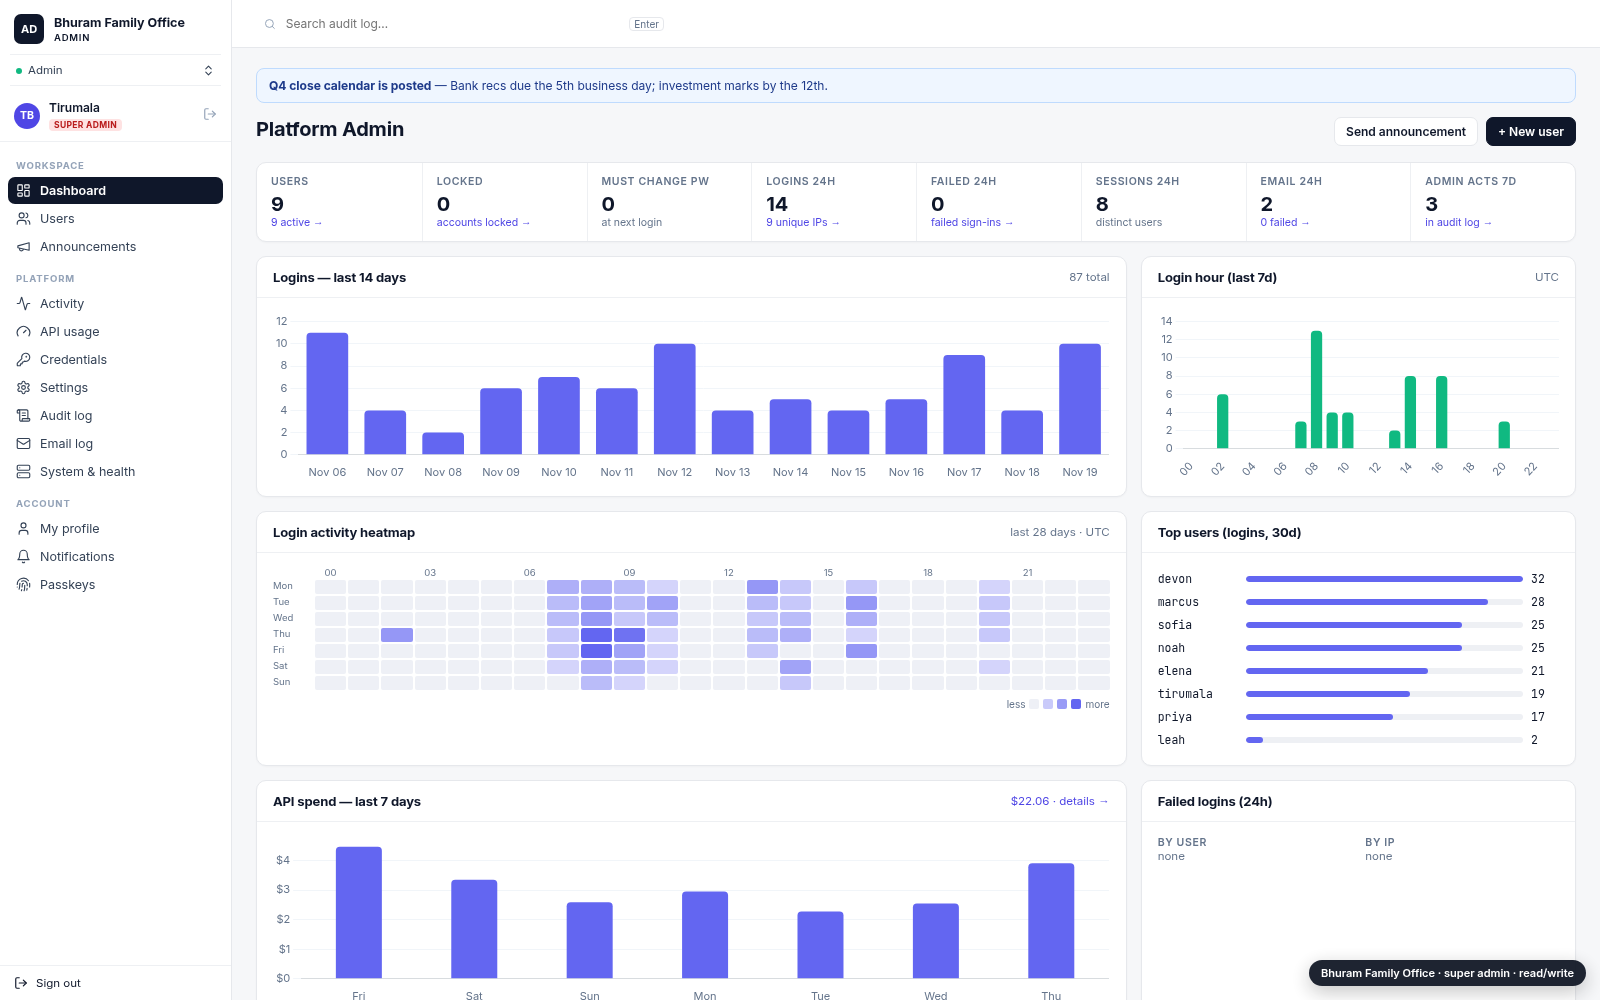 AD
Bhuram Family Office
ADMIN
Admin
TB
Tirumala
SUPER ADMIN
WORKSPACE
Dashboard
Users
Announcements
PLATFORM
Activity
API usage
Credentials
Settings
Audit log
Email log
System & health
ACCOUNT
My profile
Notifications
Passkeys
Sign out
Search audit log...
Enter
Q4 close calendar is posted — Bank recs due the 5th business day; investment marks by the 12th.
Platform Admin
Send announcement
+ New user
USERS
9
9 active →
LOCKED
0
accounts locked →
MUST CHANGE PW
0
at next login
LOGINS 24H
14
9 unique IPs →
FAILED 24H
0
failed sign-ins →
SESSIONS 24H
8
distinct users
EMAIL 24H
2
0 failed →
ADMIN ACTS 7D
3
in audit log →
Logins — last 14 days
87 total
12
10
8
6
4
2
0
Nov 06 Nov 07 Nov 08 Nov 09 Nov 10 Nov 11 Nov 12 Nov 13 Nov 14 Nov 15 Nov 16 Nov 17 Nov 18 Nov 19
Login hour (last 7d)
UTC
14
12
10
8
6
4
2
0
00 02 04 06 08 10 12 14 16 18 20 22
Login activity heatmap
last 28 days · UTC
00 03 06 09 12 15 18 21
Mon
Tue
Wed
Thu
Fri
Sat
Sun
less more
Top users (logins, 30d)
devon 32
marcus 28
sofia 25
noah 25
elena 21
tirumala 19
priya 17
leah 2
API spend — last 7 days
$22.06 · details →
$4
$3
$2
$1
$0
Fri Sat Sun Mon Tue Wed Thu
Failed logins (24h)
BY USER
none
BY IP
none
Bhuram Family Office · super admin · read/write